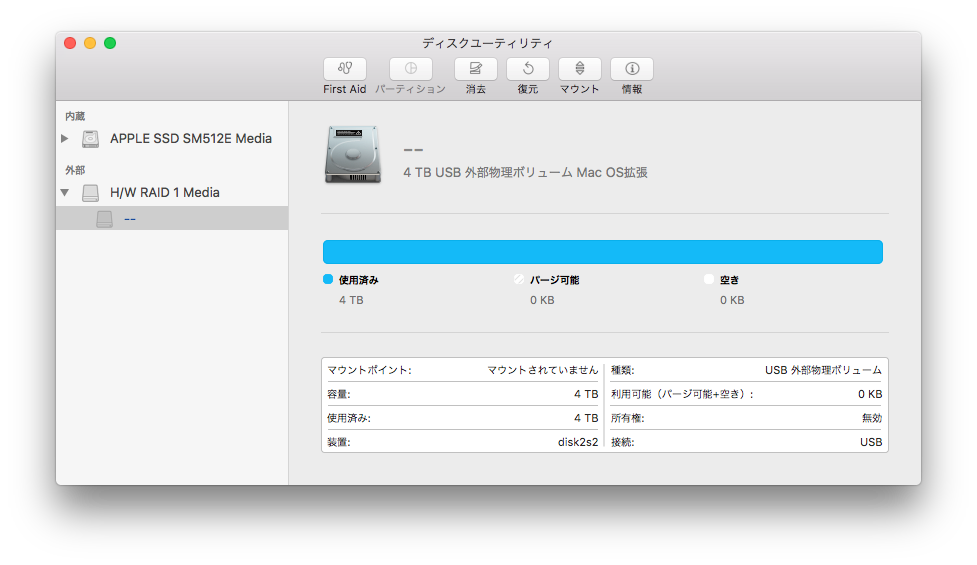 ディスクユーティリティ
First Aid パーティション 消去 復元 マウント 情報
内蔵
APPLE SSD SM512E Media
外部
H/W RAID 1 Media
--
--
4 TB USB 外部物理ボリューム Mac OS拡張
使用済み パージ可能 空き
4 TB 0 KB 0 KB
マウントポイント: マウントされていません 種類: USB 外部物理ボリューム
容量: 4 TB 利用可能（パージ可能+空き）: 0 KB
使用済み: 4 TB 所有権: 無効
装置: disk2s2 接続: USB